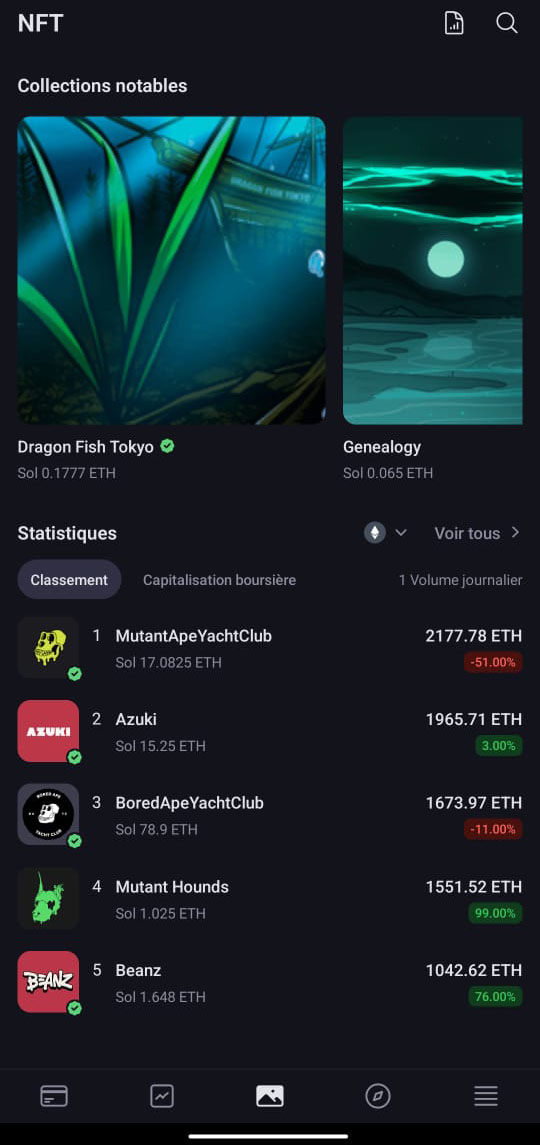 NFT
Collections notables
DRAGON FISH TOKYO
Dragon Fish Tokyo
Sol 0.1777 ETH
Genealogy
Sol 0.065 ETH
Statistiques
Voir tous
Classement
Capitalisation boursière
1 Volume journalier
1 MutantApeYachtClub
2177.78 ETH
Sol 17.0825 ETH
-51.00%
AZUKI
2 Azuki
1965.71 ETH
Sol 15.25 ETH
3.00%
BORED APE
YACHT CLUB
3 BoredApeYachtClub
1673.97 ETH
Sol 78.9 ETH
-11.00%
4 Mutant Hounds
1551.52 ETH
Sol 1.025 ETH
99.00%
BEANZ
5 Beanz
1042.62 ETH
Sol 1.648 ETH
76.00%